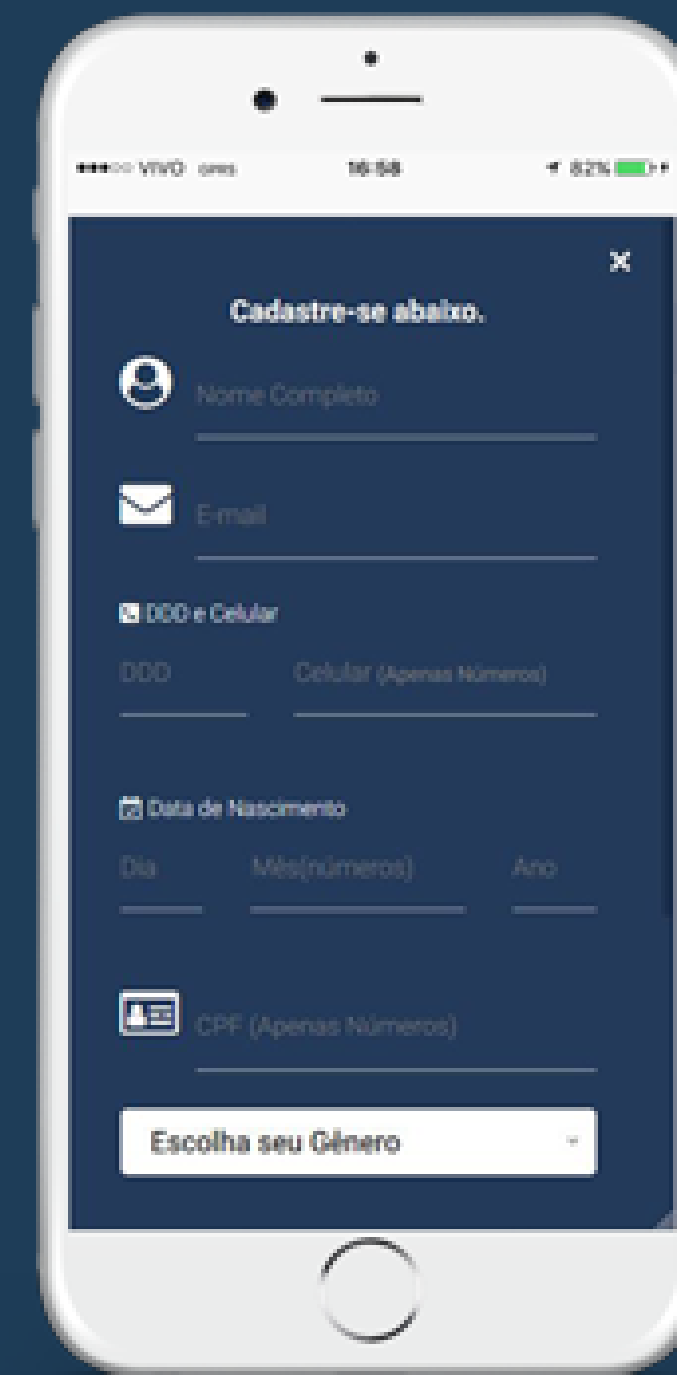 VIVO GPRS 16:58 82%
Cadastre-se abaixo.
Nome Completo
E-mail
DDD e Celular
DDD Celular (Apenas Números)
Data de Nascimento
Dia Mês(números) Ano
CPF (Apenas Números)
Escolha seu Gênero